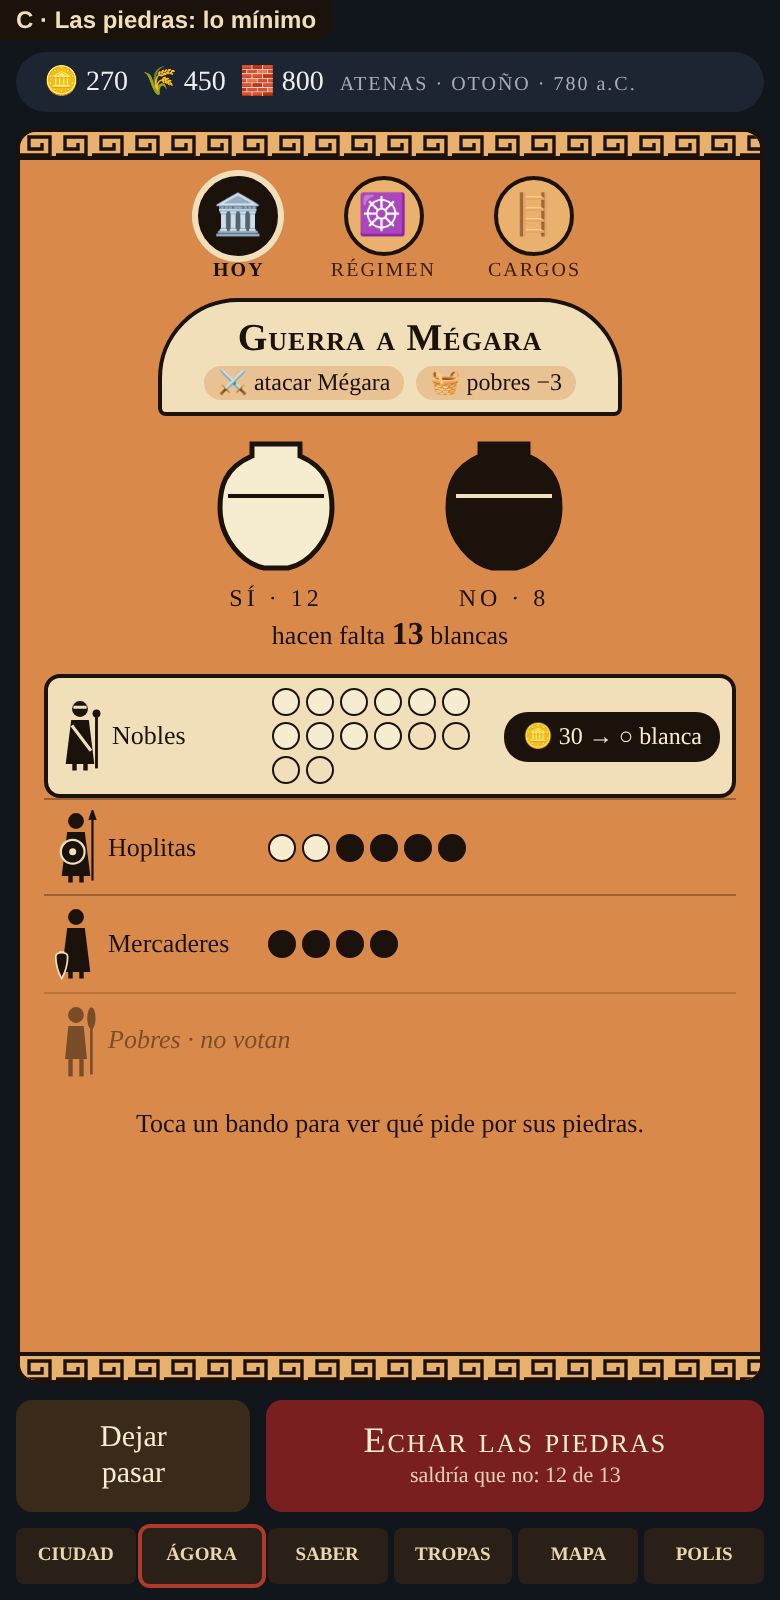 C · Las piedras: lo mínimo
270 450 800 ATENAS · OTOÑO · 780 a.C.
HOY RÉGIMEN CARGOS
Guerra a Mégara
atacar Mégara pobres −3
SÍ · 12 NO · 8
hacen falta 13 blancas
Nobles 30 → ○ blanca
Hoplitas
Mercaderes
Pobres · no votan
Toca un bando para ver qué pide por sus piedras.
Dejar pasar
Echar las piedras
saldría que no: 12 de 13
CIUDAD ÁGORA SABER TROPAS MAPA POLIS